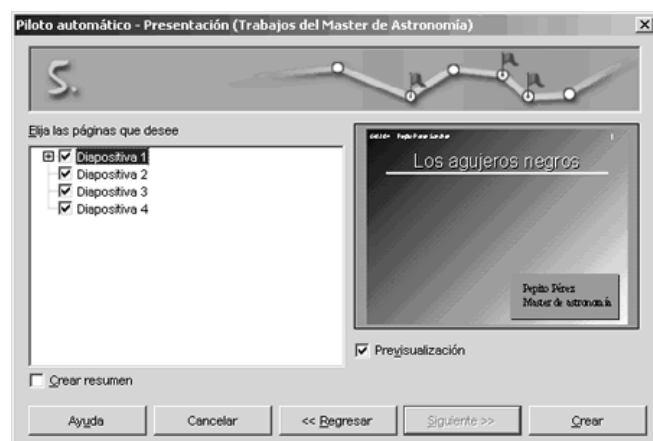 Piloto automático - Presentación (Trabajos del Master de Astronomía)
S.
Elija las páginas que desee
Diapositiva 1
Diapositiva 2
Diapositiva 3
Diapositiva 4
Los agujeros negros
Pepito Pérez
Master de astronomía
Previsualización
Crear resumen
Ayuda
Cancelar
<< Regresar
Siguiente >>
Crear